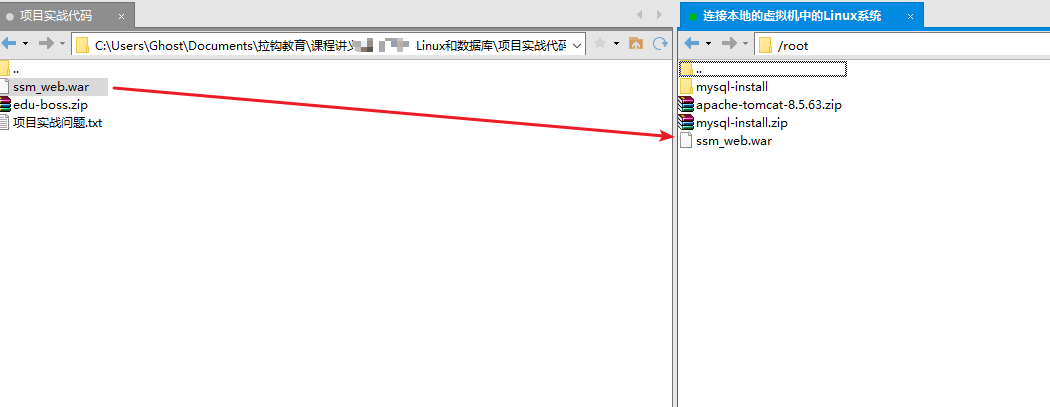 项目实战代码
C:\Users\Ghost\Documents\拉钩教育\课程讲义
Linux和数据库\项目实战代码
..
ssm_web.war
edu-boss.zip
项目实战问题.txt
连接本地的虚拟机中的Linux系统
/root
..
mysql-install
apache-tomcat-8.5.63.zip
mysql-install.zip
ssm_web.war